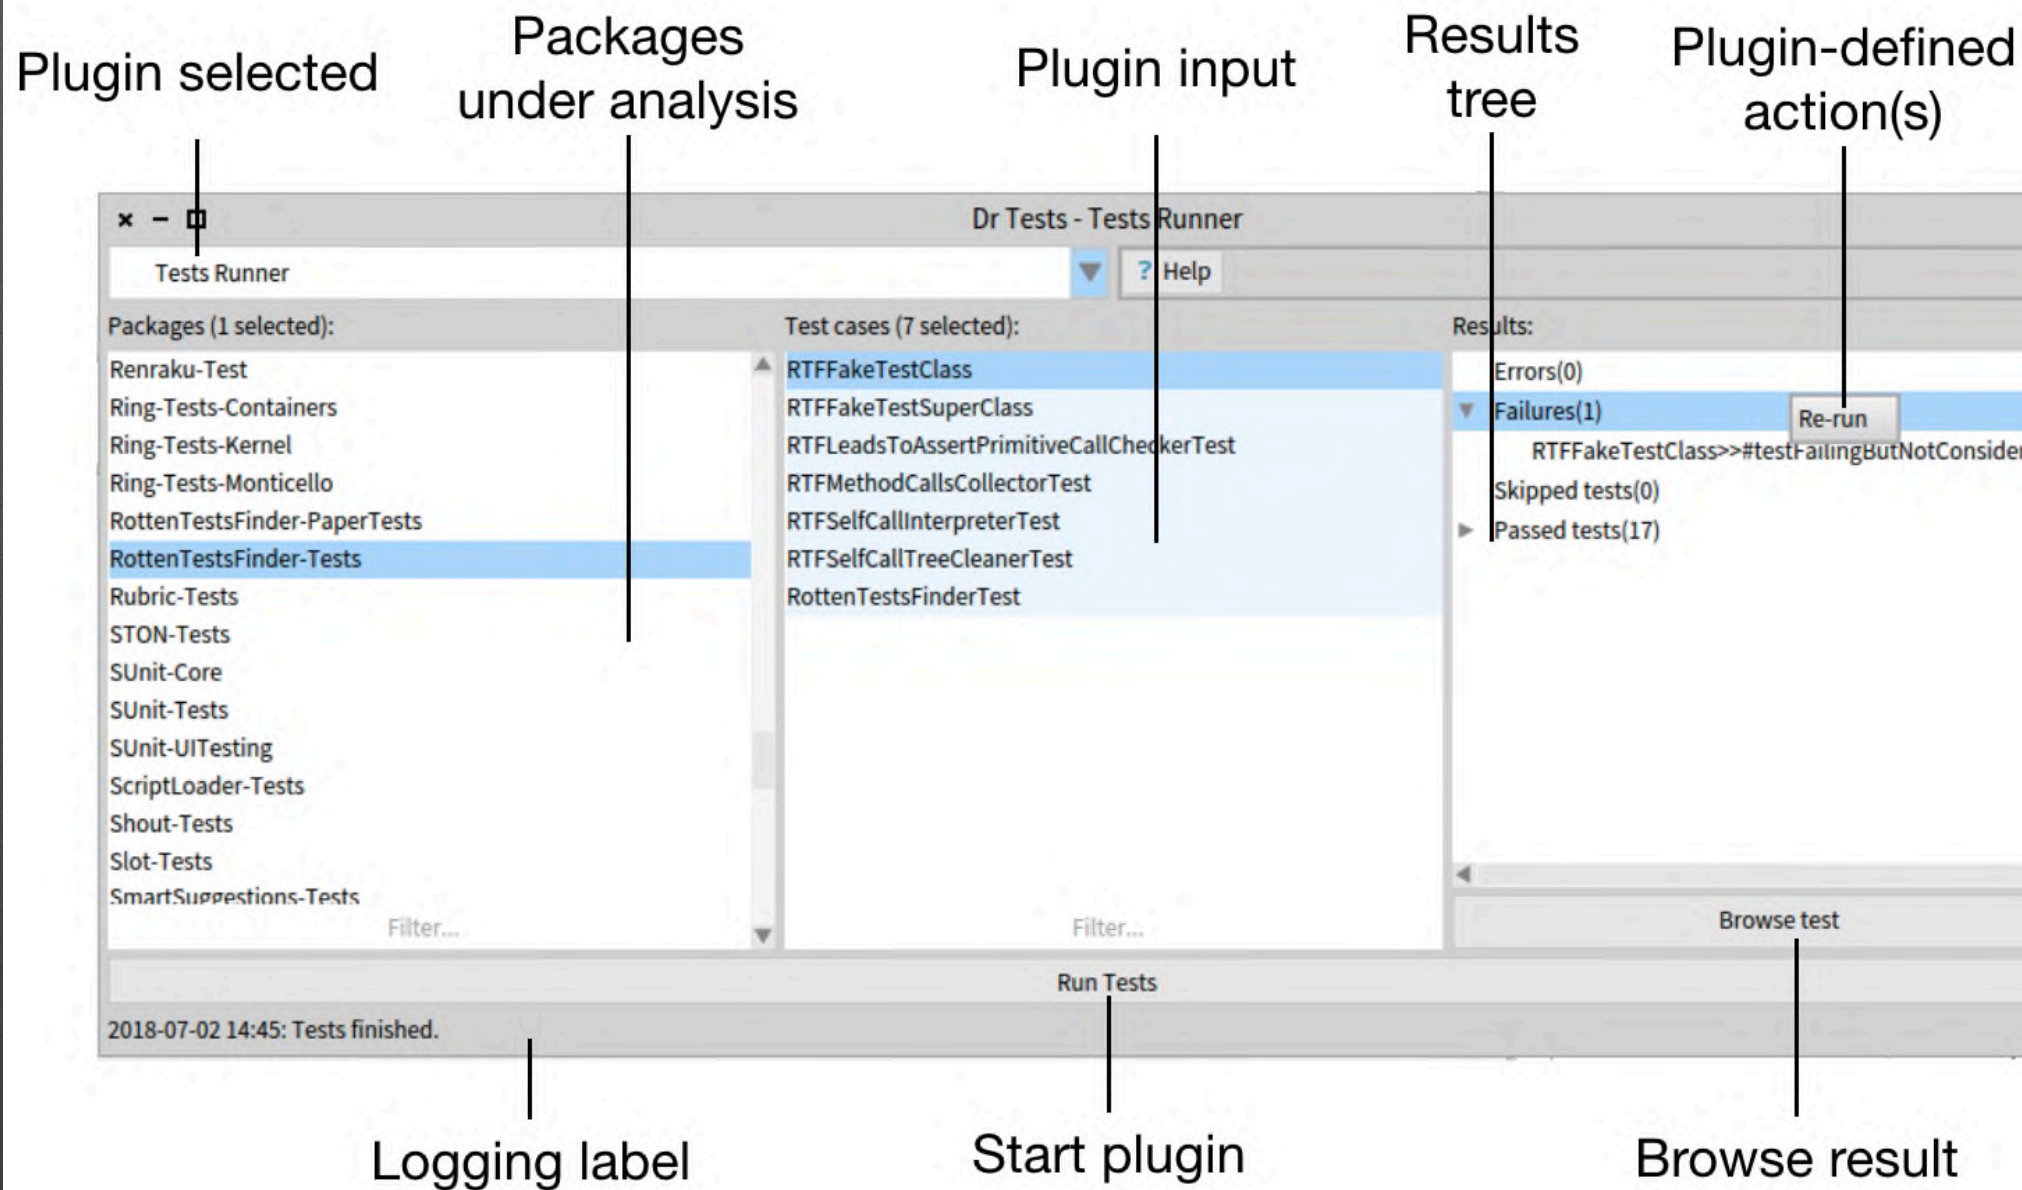 Plugin selected
Packages
under analysis
Plugin input
Results
tree
Plugin-defined
action(s)
Dr Tests - Tests Runner
Tests Runner
? Help
Packages (1 selected):
Test cases (7 selected):
Results:
Renraku-Test
Ring-Tests-Containers
Ring-Tests-Kernel
Ring-Tests-Monticello
RottenTestsFinder-PaperTests
RottenTestsFinder-Tests
Rubric-Tests
STON-Tests
SUnit-Core
SUnit-Tests
SUnit-UITesting
ScriptLoader-Tests
Shout-Tests
Slot-Tests
SmartSuggestions-Tests
Filter...
RTFFakeTestClass
RTFFakeTestSuperClass
RTFLeadsToAssertPrimitiveCallCheckerTest
RTFMethodCallsCollectorTest
RTFSelfCallInterpreterTest
RTFSelfCallTreeCleanerTest
RottenTestsFinderTest
Filter...
Errors(0)
Failures(1)
Re-run
RTFFakeTestClass>>#testFailingButNotConsider
Skipped tests(0)
Passed tests(17)
Browse test
Run Tests
2018-07-02 14:45: Tests finished.
Logging label
Start plugin
Browse result